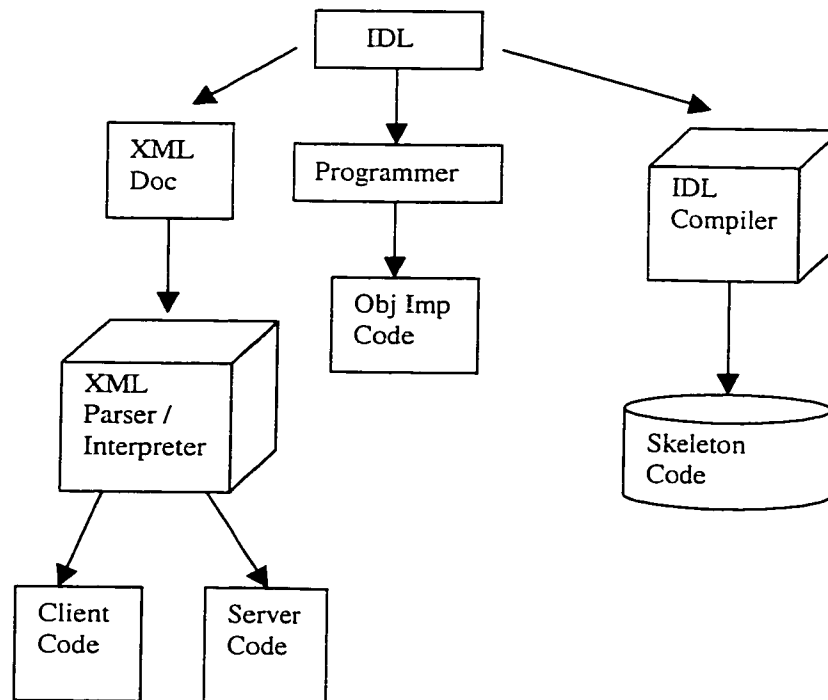 IDL
XML
Doc
Programmer
IDL
Compiler
Obj Imp
Code
XML
Parser /
Interpreter
Skeleton
Code
Client
Code
Server
Code